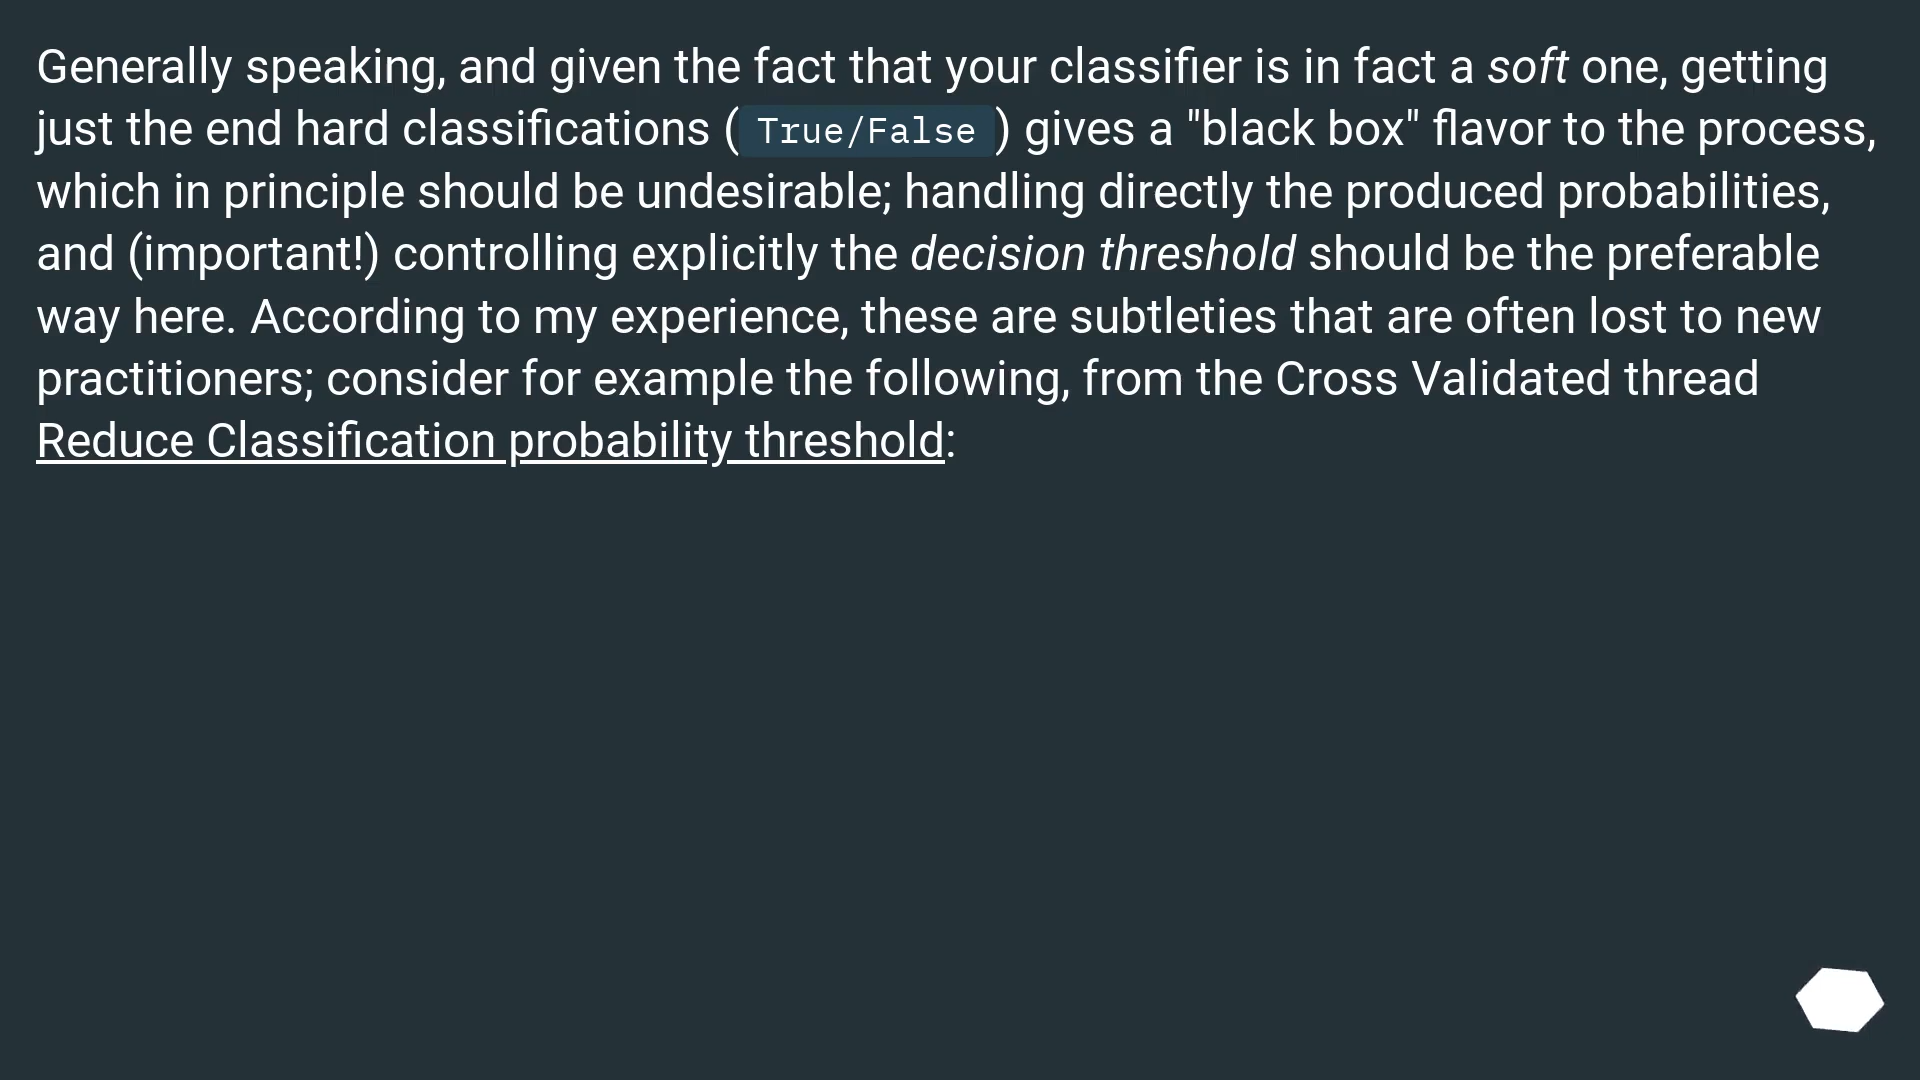 Generally speaking, and given the fact that your classifier is in fact a soft one, getting
just the end hard classifications ( True/False ) gives a "black box" flavor to the process,
which in principle should be undesirable; handling directly the produced probabilities,
and (important!) controlling explicitly the decision threshold should be the preferable
way here. According to my experience, these are subtleties that are often lost to new
practitioners; consider for example the following, from the Cross Validated thread
Reduce Classification probability threshold: